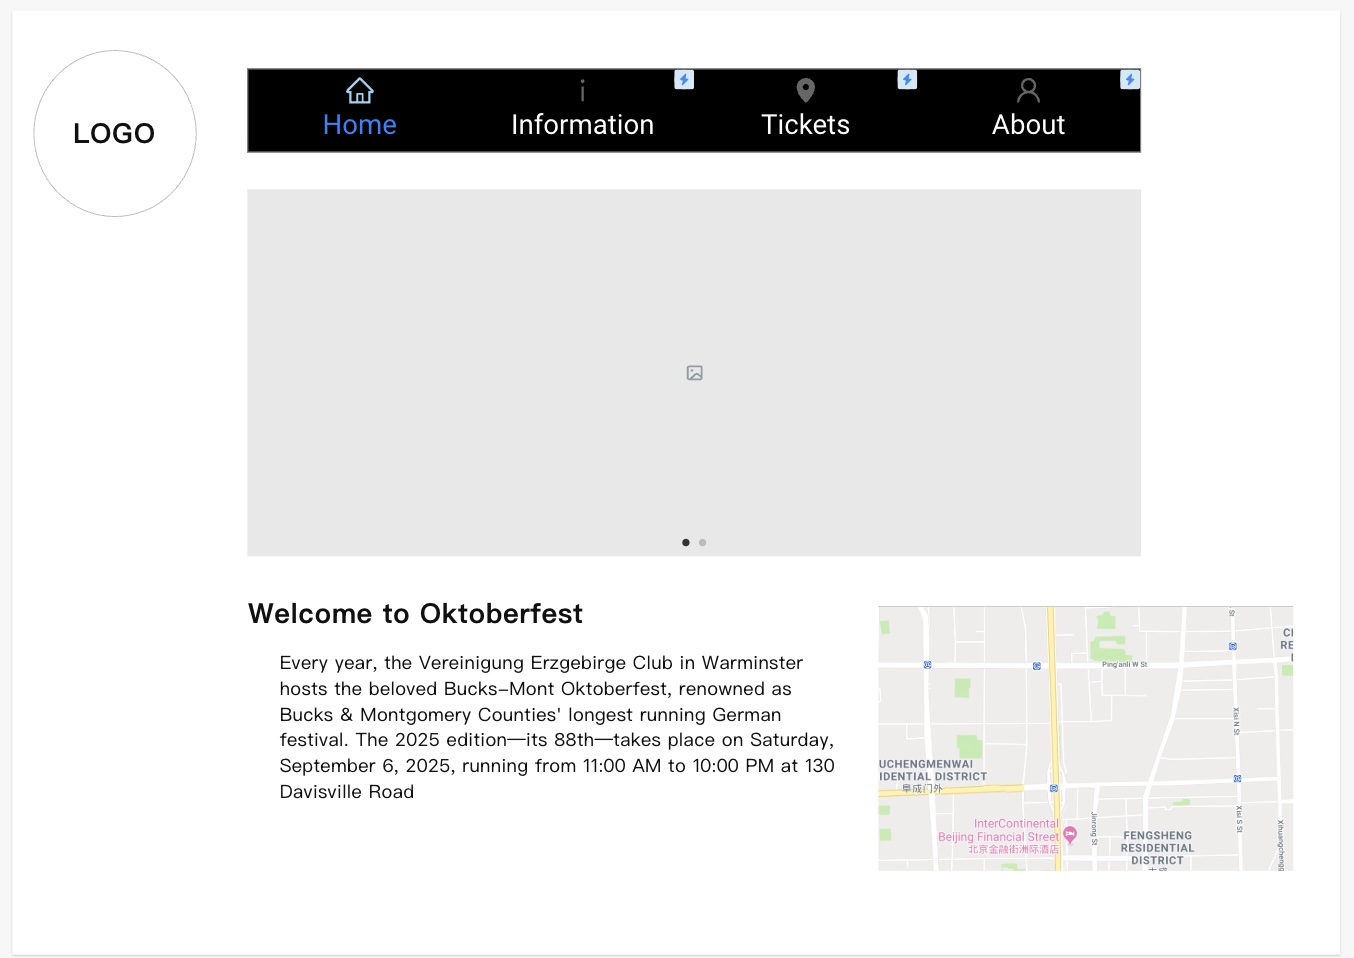 LOGO
Home
Information
Tickets
About
Welcome to Oktoberfest
Every year, the Vereinigung Erzgebirge Club in Warminster
hosts the beloved Bucks–Mont Oktoberfest, renowned as
Bucks & Montgomery Counties' longest running German
festival. The 2025 edition—its 88th—takes place on Saturday,
September 6, 2025, running from 11:00 AM to 10:00 PM at 130
Davisville Road
St
Ping'anli W St
Xisi N St
UCHENGMENWAI
IDENTIAL DISTRICT
阜成门外
InterContinental
Beijing Financial Street
北京金融街洲际酒店
Jinrong St
Xisi S St
FENGSHENG
RESIDENTIAL
DISTRICT